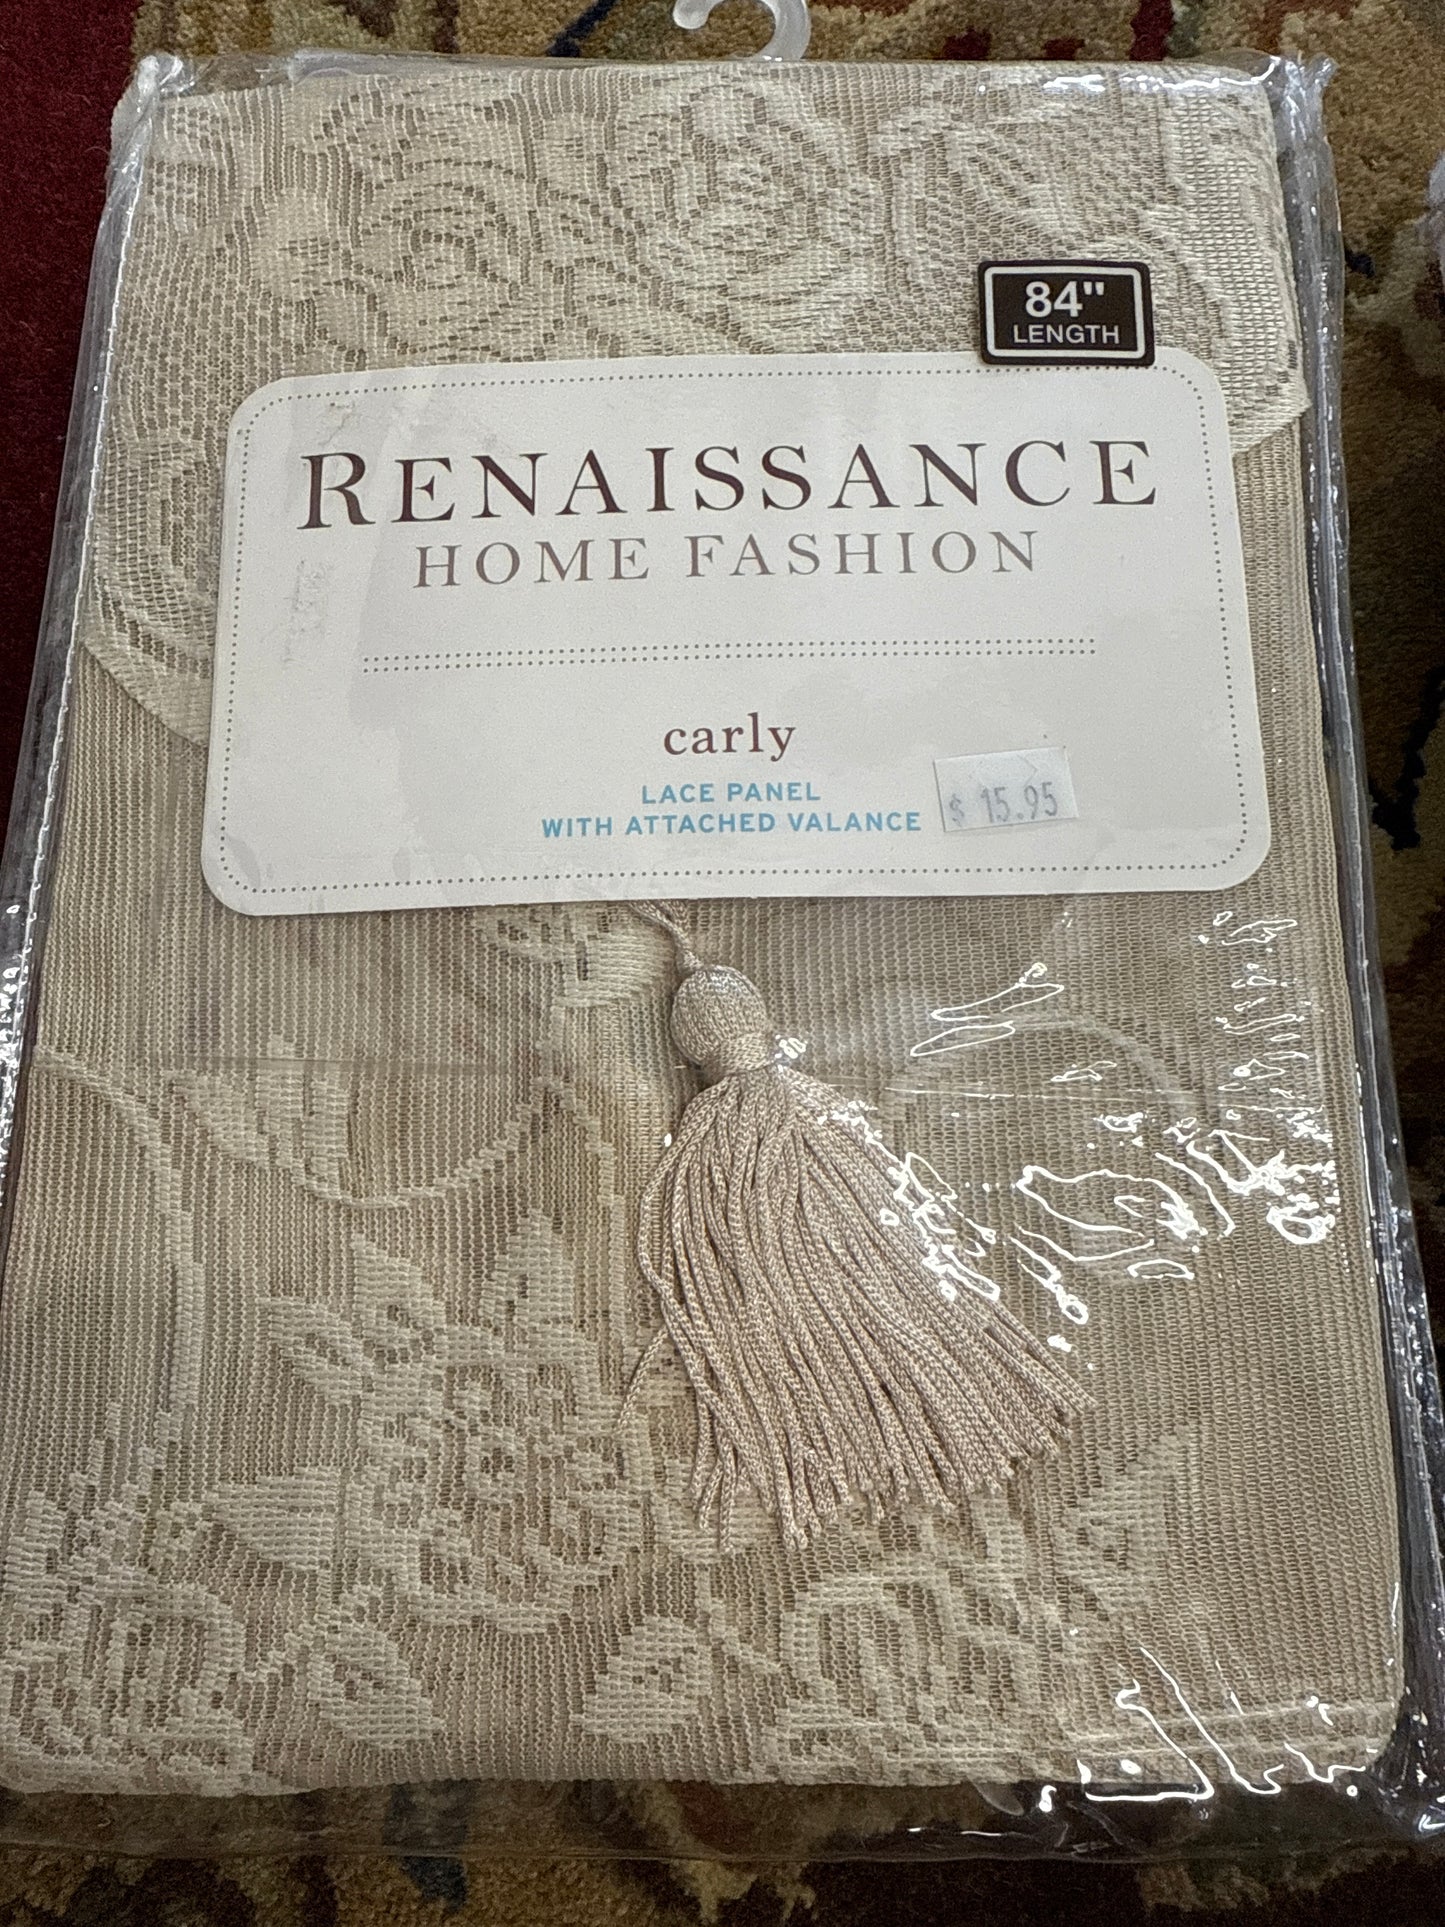 84"
LENGTH
RENAISSANCE
HOME FASHION
carly
LACE PANEL
WITH ATTACHED VALANCE
$ 15.95